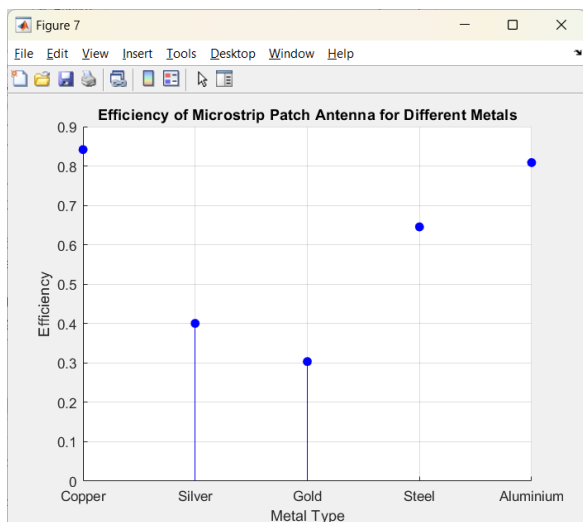 Figure 7
File Edit View Insert Tools Desktop Window Help
Efficiency of Microstrip Patch Antenna for Different Metals
0.9
0.8
0.7
0.6
0.5
0.4
0.3
0.2
0.1
0
Efficiency
Copper Silver Gold Steel Aluminium
Metal Type